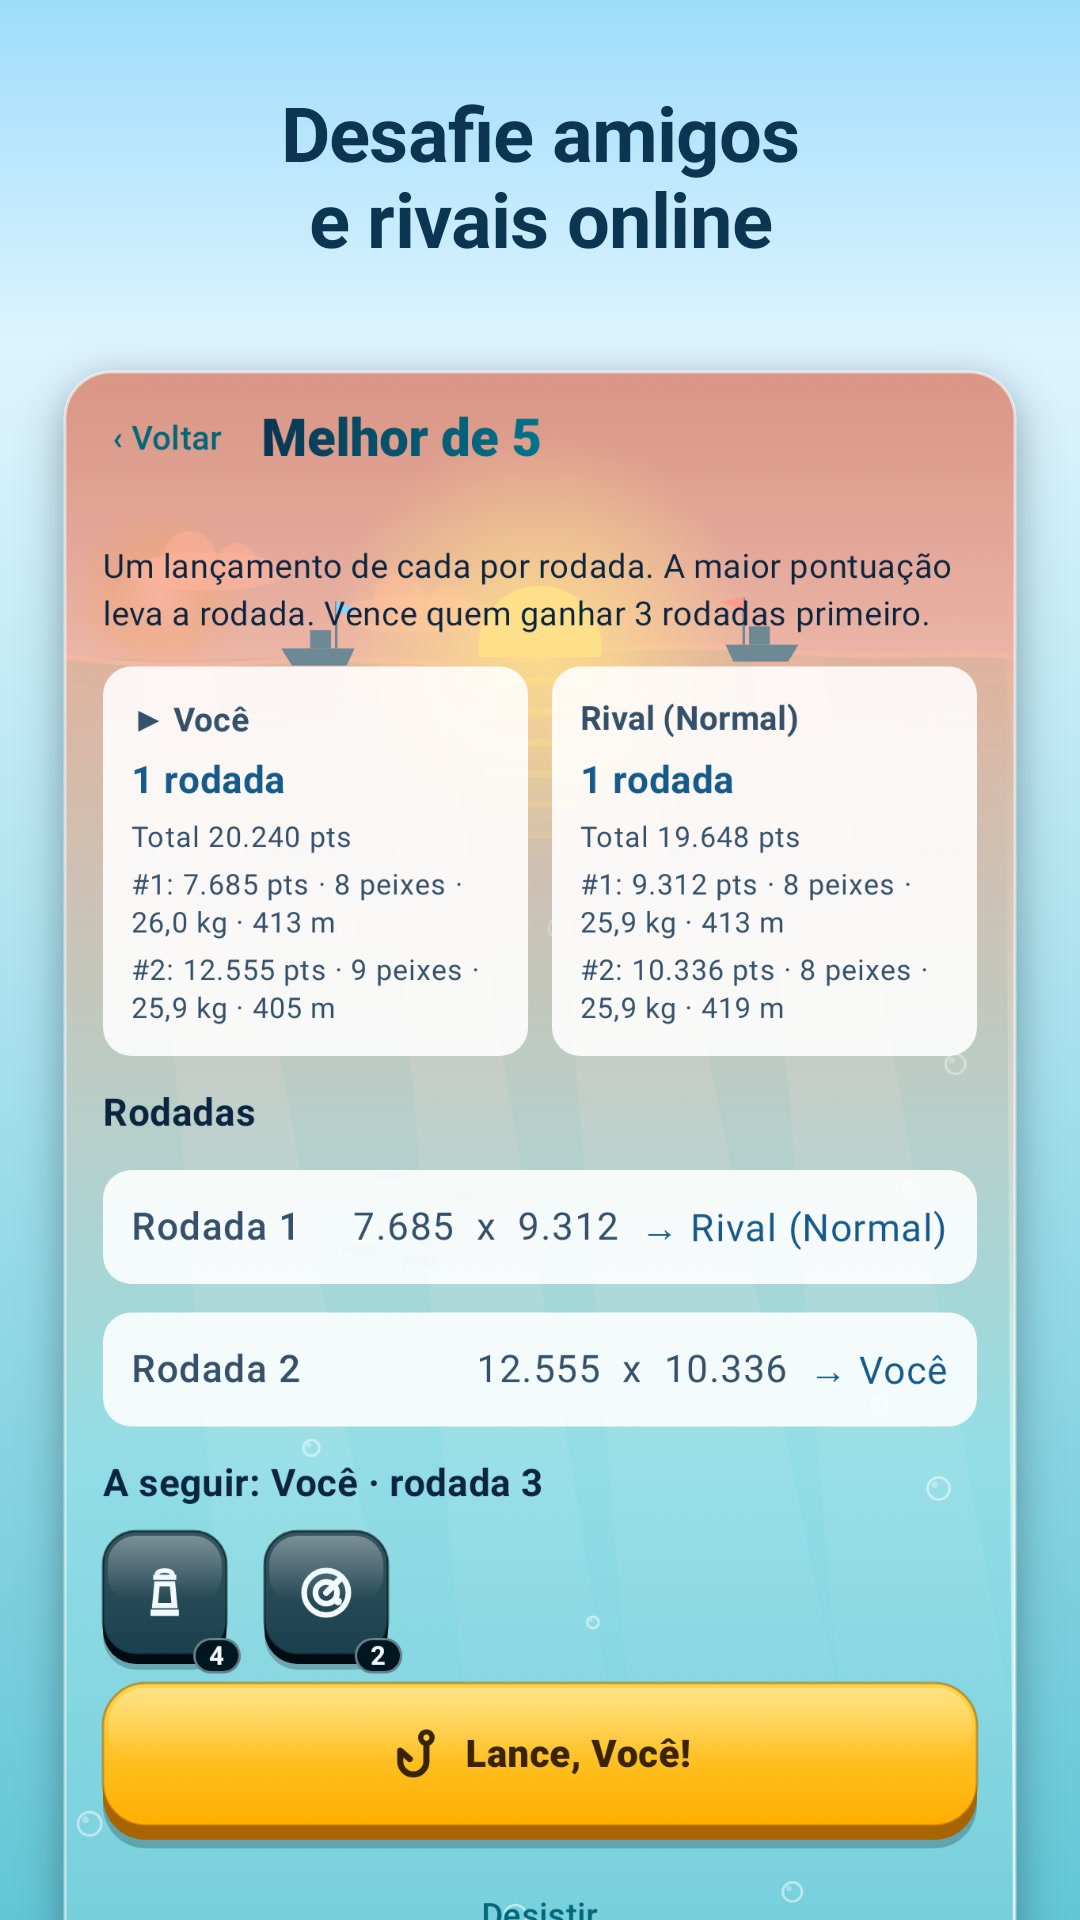 Desafie amigos
e rivais online
‹ Voltar
Melhor de 5
Um lançamento de cada por rodada. A maior pontuação
leva a rodada. Vence quem ganhar 3 rodadas primeiro.
► Você
1 rodada
Total 20.240 pts
#1: 7.685 pts · 8 peixes ·
26,0 kg · 413 m
#2: 12.555 pts · 9 peixes ·
25,9 kg · 405 m
Rival (Normal)
1 rodada
Total 19.648 pts
#1: 9.312 pts · 8 peixes ·
25,9 kg · 413 m
#2: 10.336 pts · 8 peixes ·
25,9 kg · 419 m
Rodadas
Rodada 1 7.685 x 9.312 → Rival (Normal)
Rodada 2 12.555 x 10.336 → Você
A seguir: Você · rodada 3
4
2
Lance, Você!
Desistir